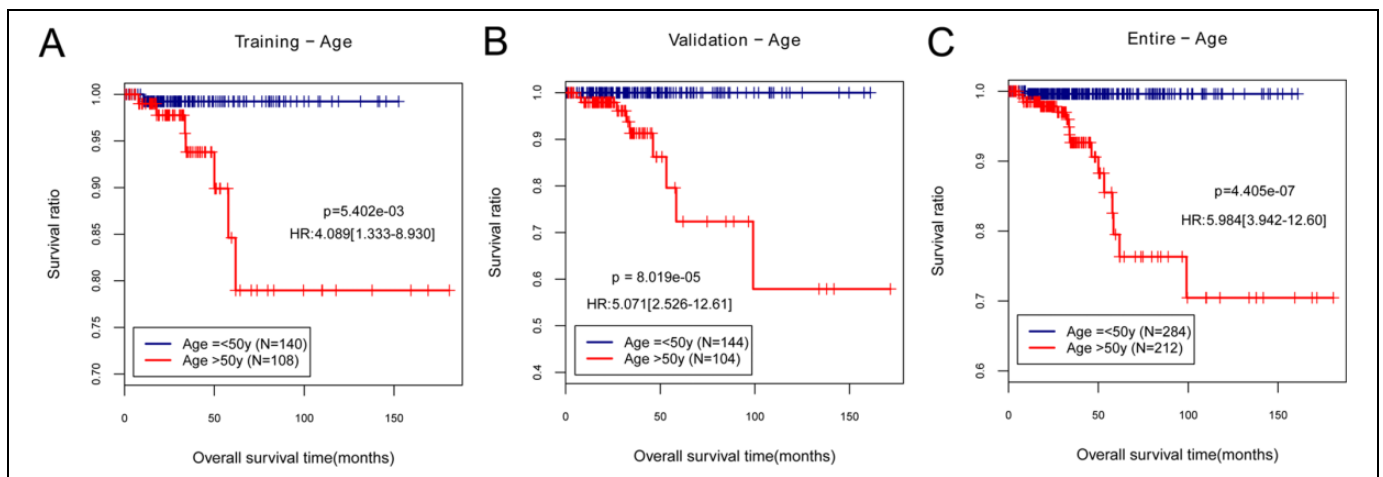 A
Training – Age
Survival ratio
1.00
0.95
0.90
0.85
0.80
0.75
0.70
p=5.402e-03
HR:4.089[1.333-8.930]
Age =<50y (N=140)
Age >50y (N=108)
0
50
100
150
Overall survival time(months)
B
Validation – Age
Survival ratio
1.0
0.9
0.8
0.7
0.6
0.5
0.4
p = 8.019e-05
HR:5.071[2.526-12.61]
Age =<50y (N=144)
Age >50y (N=104)
0
50
100
150
Overall survival time(months)
C
Entire – Age
Survival ratio
1.0
0.9
0.8
0.7
0.6
p=4.405e-07
HR:5.984[3.942-12.60]
Age =<50y (N=284)
Age >50y (N=212)
0
50
100
150
Overall survival time(months)